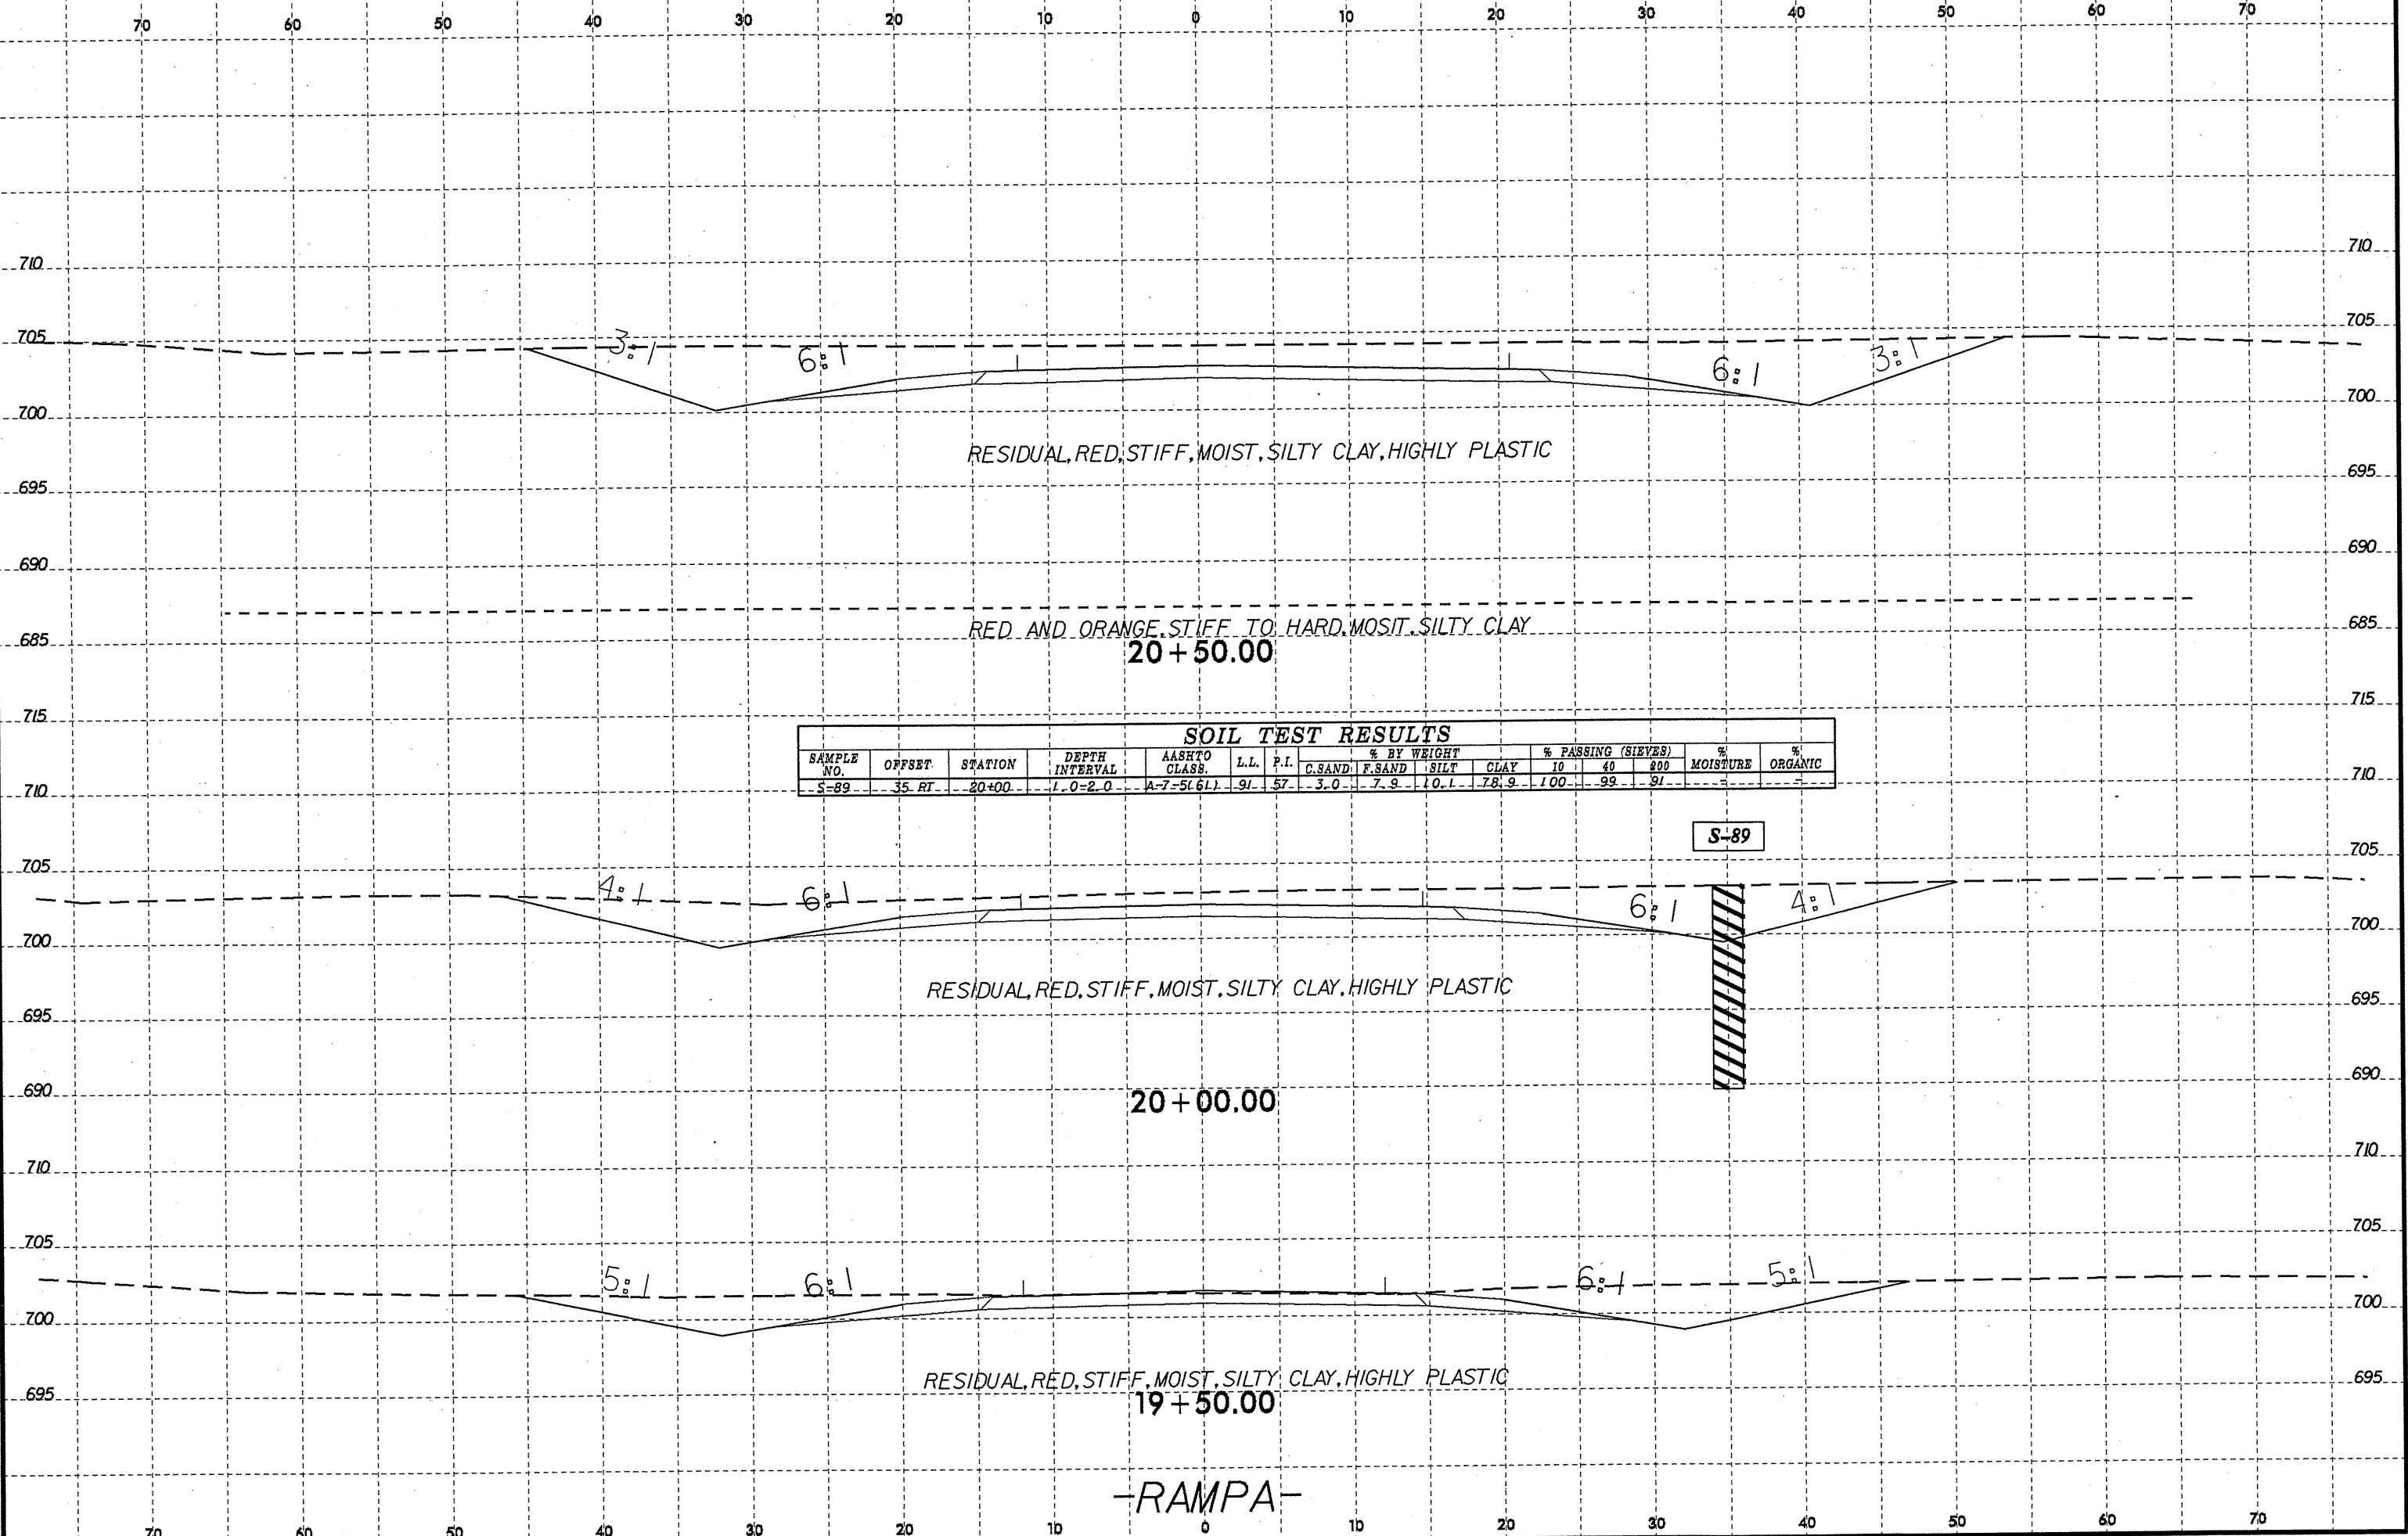 70 60 50 40 30 20 10 0 10 20 30 40 50 60 70
710 710
705 705
3:1 6:1 6:1 3:1
700 700
RESIDUAL, RED, STIFF, MOIST, SILTY CLAY, HIGHLY PLASTIC
695 695
690 690
RED AND ORANGE, STIFF TO HARD, MOSIT, SILTY CLAY
685 685
20+50.00
715 715
SOIL TEST RESULTS
SAMPLE NO. OFFSET STATION DEPTH INTERVAL AASHTO CLASS. L.L. P.I. % BY WEIGHT C.SAND F.SAND SILT CLAY % PASSING (SIEVES) 10 40 200 % MOISTURE % ORGANIC
S-89 35 RT 20+00 1.0-2.0 A-7-5(61) 91 57 3.0 7.9 10.1 78.9 100 99 91 - -
710 710
S-89
705 705
4:1 6:1 6:1 4:1
700 700
RESIDUAL, RED, STIFF, MOIST, SILTY CLAY, HIGHLY PLASTIC
695 695
690 690
20+00.00
710 710
705 705
5:1 6:1 6:1 5:1
700 700
RESIDUAL, RED, STIFF, MOIST, SILTY CLAY, HIGHLY PLASTIC
695 695
19+50.00
-RAMPA-
70 60 50 40 30 20 10 0 10 20 30 40 50 60 70